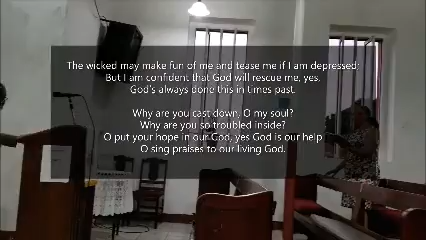 The wicked may make fun of me and tease me if I am depressed;
But I am confident that God will rescue me, yes,
God's always done this in times past.
Why are you cast down, O my soul?
Why are you so troubled inside?
O put your hope in our God, yes God is our help
O sing praises to our living God.